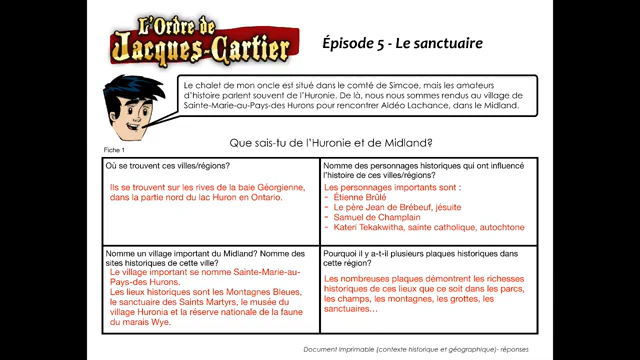 L'Ordre de
Jacques-Cartier
Épisode 5 - Le sanctuaire
Le chalet de mon oncle est situé dans le comté de Simcoe, mais les amateurs
d'histoire parlent souvent de l'Huronie. De là, nous nous sommes rendus au village de
Sainte-Marie-au-Pays-des Hurons pour rencontrer Aldéo Lachance, dans le Midland.
Que sais-tu de l'Huronie et de Midland?
Fiche 1
Où se trouvent ces villes/régions?
Ils se trouvent sur les rives de la baie Géorgienne,
dans la partie nord du lac Huron en Ontario.
Nomme des personnages historiques qui ont influencé
l'histoire de ces villes/régions?
Les personnages importants sont :
- Étienne Brûlé
- Le père Jean de Brébeuf, jésuite
- Samuel de Champlain
- Kateri Tekakwitha, sainte catholique, autochtone
Nomme un village important du Midland? Nomme des
sites historiques de cette ville?
Le village important se nomme Sainte-Marie-au-
Pays-des Hurons.
Les lieux historiques sont les Montagnes Bleues,
le sanctuaire des Saints Martyrs, le musée du
village Huronia et la réserve nationale de la faune
du marais Wye.
Pourquoi il y a-t-il plusieurs plaques historiques dans
cette région?
Les nombreuses plaques démontrent les richesses
historiques de ces lieux que ce soit dans les parcs,
les champs, les montagnes, les grottes, les
sanctuaires…
Document Imprimable (contexte historique et géographique)- réponses